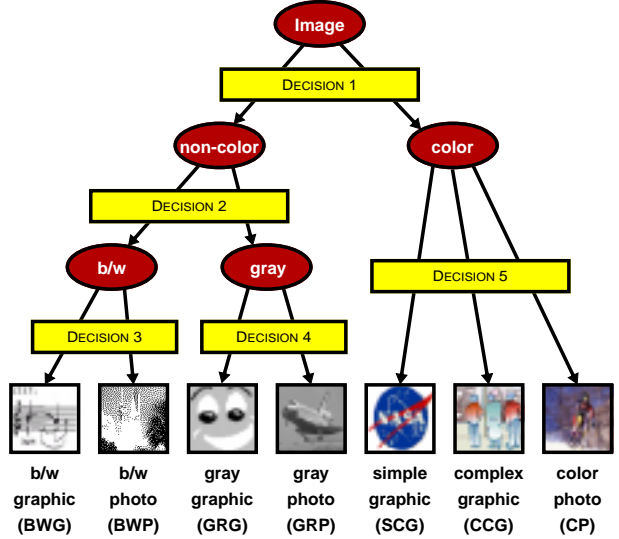 Image
DECISION 1
non-color
color
DECISION 2
b/w
gray
DECISION 5
DECISION 3
DECISION 4
b/w
graphic
(BWG)
b/w
photo
(BWP)
gray
graphic
(GRG)
gray
photo
(GRP)
simple
graphic
(SCG)
complex
graphic
(CCG)
color
photo
(CP)